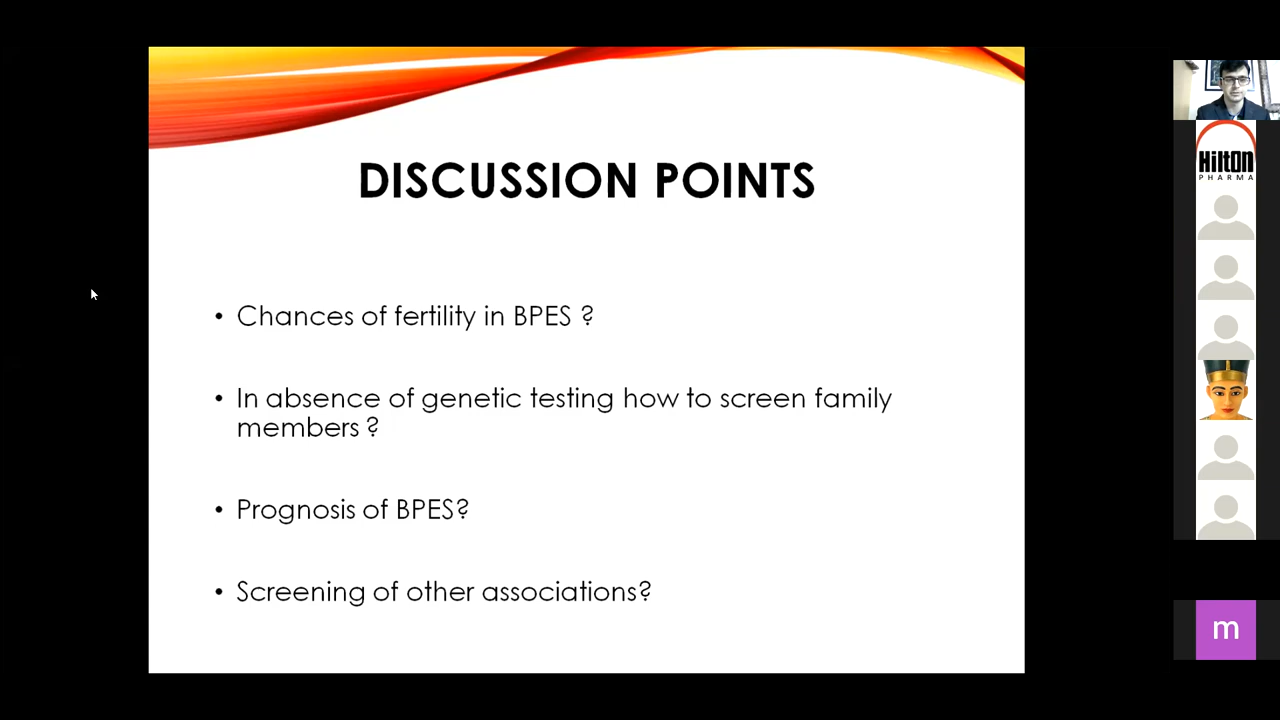 DISCUSSION POINTS
• Chances of fertility in BPES ?
• In absence of genetic testing how to screen family
members ?
• Prognosis of BPES?
• Screening of other associations?
HiltOn
PHARMA
m